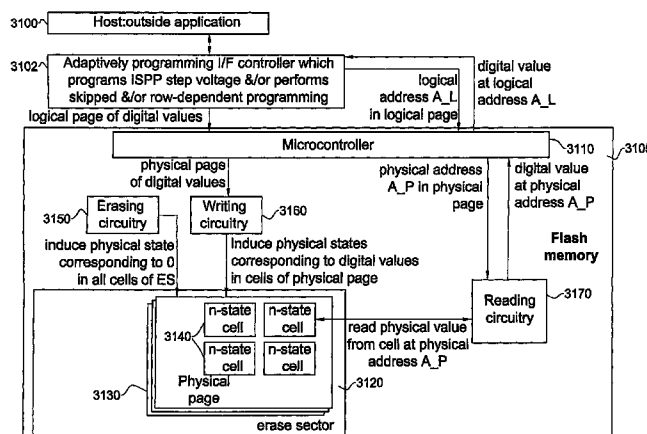 3100
Host:outside application
3102
Adaptively programming I/F controller which
programs ISPP step voltage &/or performs
skipped &/or row-dependent programming
logical page of digital values
logical
address A_L
in logical page
digital value
at logical
address A_L
Microcontroller
3110
3105
physical page
of digital values
physical address
A_P in physical
page
digital value
at physical
address A_P
3150
Erasing
circuitry
Writing
circuitry
3160
Flash
memory
induce physical state
corresponding to 0
in all cells of ES
Induce physical states
corresponding to digital values
in cells of physical page
Reading
circuitry
3170
n-state
cell
n-state
cell
3140
n-state
cell
n-state
cell
read physical value
from cell at physical
address A_P
Physical
page
3130
3120
erase sector